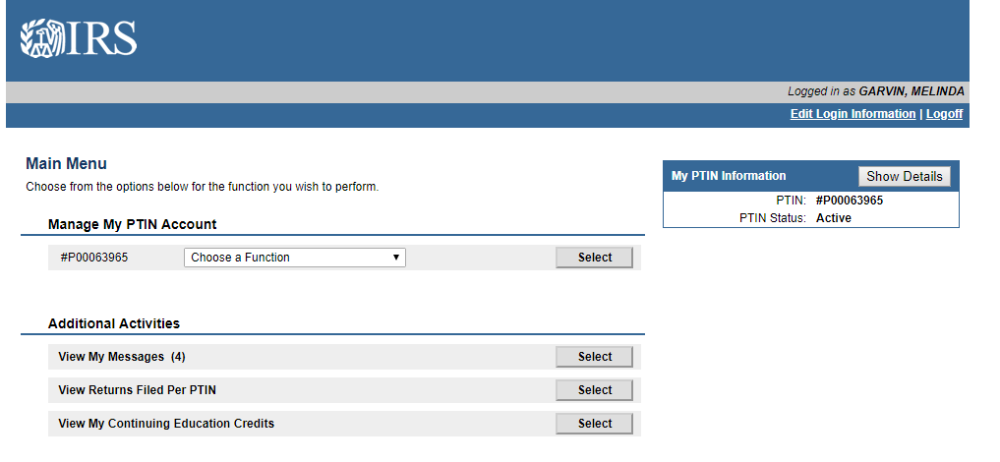 IRS
Logged in as GARVIN, MELINDA
Edit Login Information | Logoff
Main Menu
Choose from the options below for the function you wish to perform.
My PTIN Information Show Details
PTIN: #P00063965
PTIN Status: Active
Manage My PTIN Account
#P00063965 Choose a Function Select
Additional Activities
View My Messages (4) Select
View Returns Filed Per PTIN Select
View My Continuing Education Credits Select